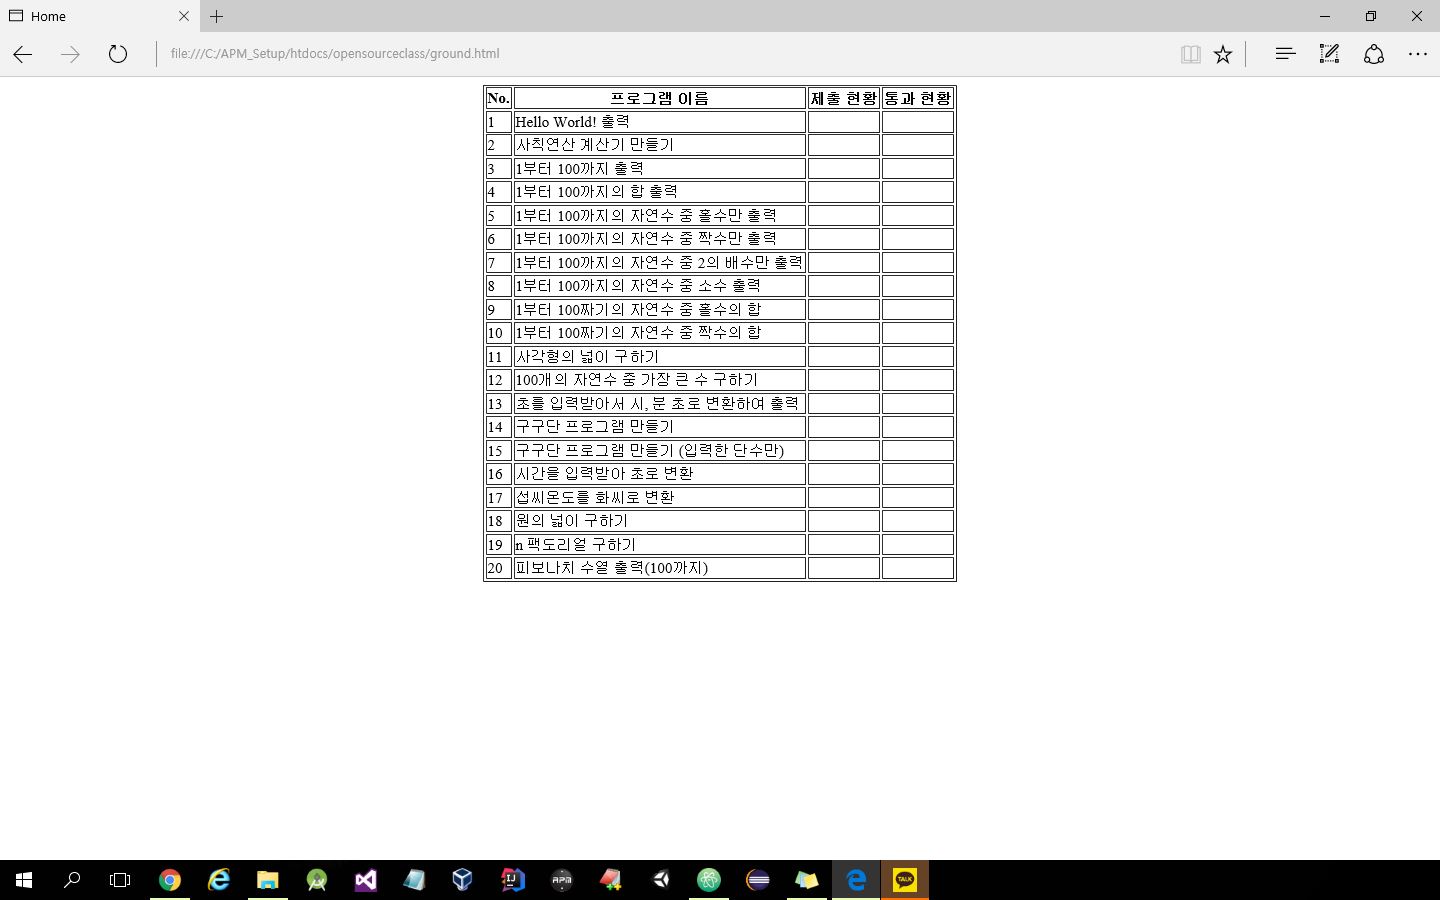 Home
file:///C:/APM_Setup/htdocs/opensourceclass/ground.html
No. 프로그램 이름 제출 현황 통과 현황
1 Hello World! 출력
2 사칙연산 계산기 만들기
3 1부터 100까지 출력
4 1부터 100까지의 합 출력
5 1부터 100까지의 자연수 중 홀수만 출력
6 1부터 100까지의 자연수 중 짝수만 출력
7 1부터 100까지의 자연수 중 2의 배수만 출력
8 1부터 100까지의 자연수 중 소수 출력
9 1부터 100짜기의 자연수 중 홀수의 합
10 1부터 100짜기의 자연수 중 짝수의 합
11 사각형의 넓이 구하기
12 100개의 자연수 중 가장 큰 수 구하기
13 초를 입력받아서 시, 분 초로 변환하여 출력
14 구구단 프로그램 만들기
15 구구단 프로그램 만들기 (입력한 단수만)
16 시간을 입력받아 초로 변환
17 섭씨온도를 화씨로 변환
18 원의 넓이 구하기
19 n 팩도리얼 구하기
20 피보나치 수열 출력(100까지)
IJ
APM
TALK